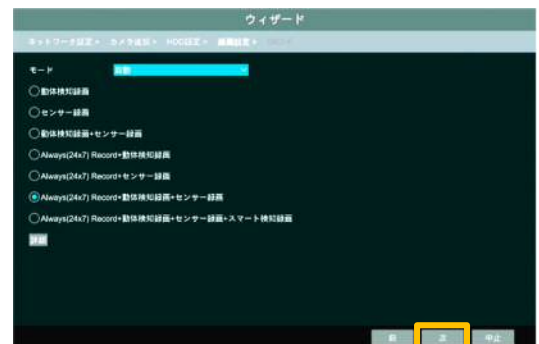 ウィザード
ネットワーク設定 > カメラ追加 > HDD設定 > 録画設定 >
モード 自動
動体検知録画
センサー録画
動体検知録画+センサー録画
Always(24x7) Record+動体検知録画
Always(24x7) Record+センサー録画
Always(24x7) Record+動体検知録画+センサー録画
Always(24x7) Record+動体検知録画+センサー録画+スマート検知録画
詳細
前 次 中止